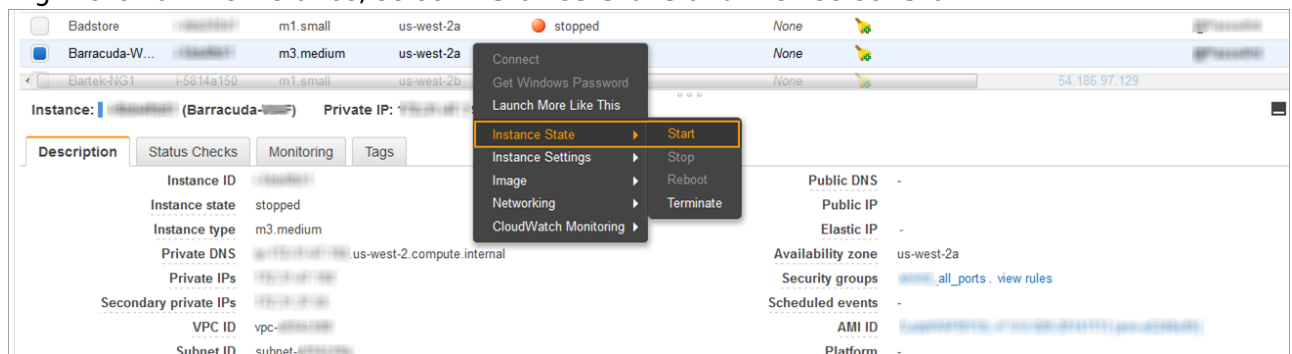 Badstore m1.small us-west-2a stopped None
Barracuda-W... m3.medium us-west-2a None
Bartek-NG1 i-5814a150 m1.small us-west-2b None 54.186.97.129
Connect
Get Windows Password
Launch More Like This
Instance State Start
Instance Settings Stop
Image Reboot
Networking Terminate
CloudWatch Monitoring
Instance: (Barracuda- ) Private IP:
Description Status Checks Monitoring Tags
Instance ID
Public DNS -
Instance state stopped
Public IP
Instance type m3.medium
Elastic IP -
Private DNS .us-west-2.compute.internal
Availability zone us-west-2a
Private IPs
Security groups _all_ports . view rules
Secondary private IPs
Scheduled events -
VPC ID vpc-
AMI ID
Subnet ID subnet-
Platform -